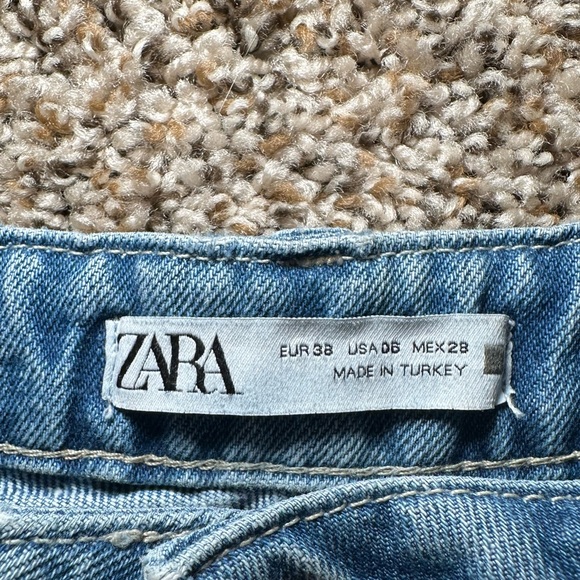 ZARA
EUR 38 USA 06 MEX 28
MADE IN TURKEY